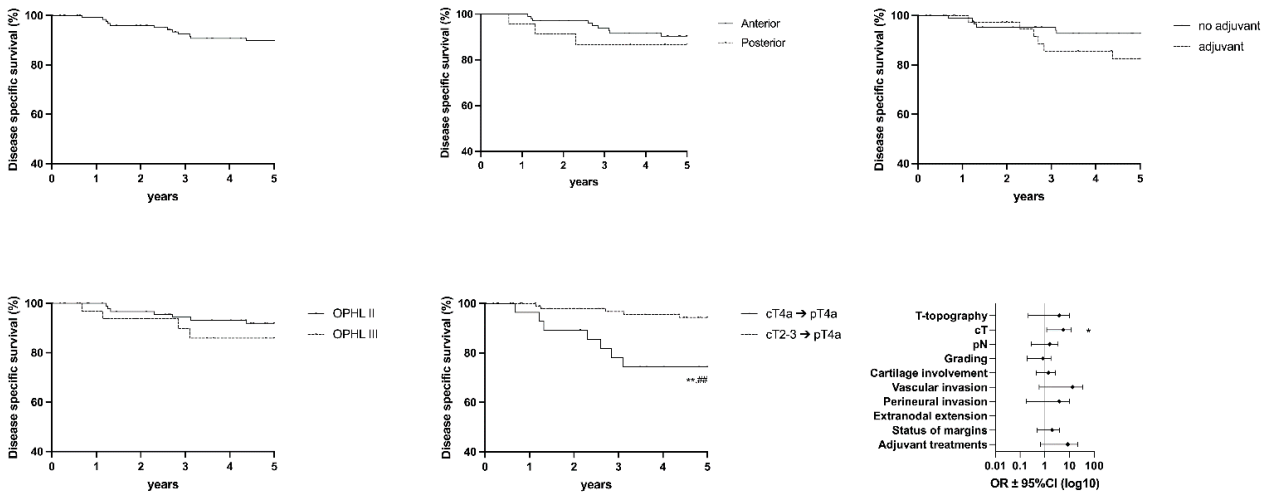 Disease specific survival (%)
100
80
60
40
0 1 2 3 4 5
years
Disease specific survival (%)
100
80
60
40
0 1 2 3 4 5
years
Anterior
Posterior
Disease specific survival (%)
100
80
60
40
0 1 2 3 4 5
years
no adjuvant
adjuvant
Disease specific survival (%)
100
80
60
40
0 1 2 3 4 5
years
OPHL II
OPHL III
Disease specific survival (%)
100
80
60
40
0 1 2 3 4 5
years
cT4a ➔ pT4a
cT2-3 ➔ pT4a
**,##
T-topography
cT *
pN
Grading
Cartilage involvement
Vascular invasion
Perineural invasion
Extranodal extension
Status of margins
Adjuvant treatments
0.01 0.1 1 10 100
OR ± 95%CI (log10)